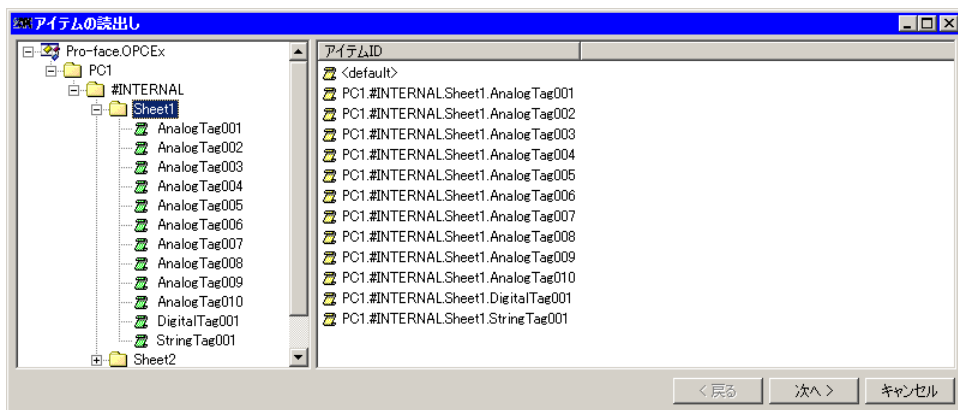 アイテムの読出し
Pro-face.OPCEx
PC1
#INTERNAL
Sheet1
AnalogTag001
AnalogTag002
AnalogTag003
AnalogTag004
AnalogTag005
AnalogTag006
AnalogTag007
AnalogTag008
AnalogTag009
AnalogTag010
DigitalTag001
StringTag001
Sheet2
アイテムID
<default>
PC1.#INTERNAL.Sheet1.AnalogTag001
PC1.#INTERNAL.Sheet1.AnalogTag002
PC1.#INTERNAL.Sheet1.AnalogTag003
PC1.#INTERNAL.Sheet1.AnalogTag004
PC1.#INTERNAL.Sheet1.AnalogTag005
PC1.#INTERNAL.Sheet1.AnalogTag006
PC1.#INTERNAL.Sheet1.AnalogTag007
PC1.#INTERNAL.Sheet1.AnalogTag008
PC1.#INTERNAL.Sheet1.AnalogTag009
PC1.#INTERNAL.Sheet1.AnalogTag010
PC1.#INTERNAL.Sheet1.DigitalTag001
PC1.#INTERNAL.Sheet1.StringTag001
< 戻る 次へ > キャンセル